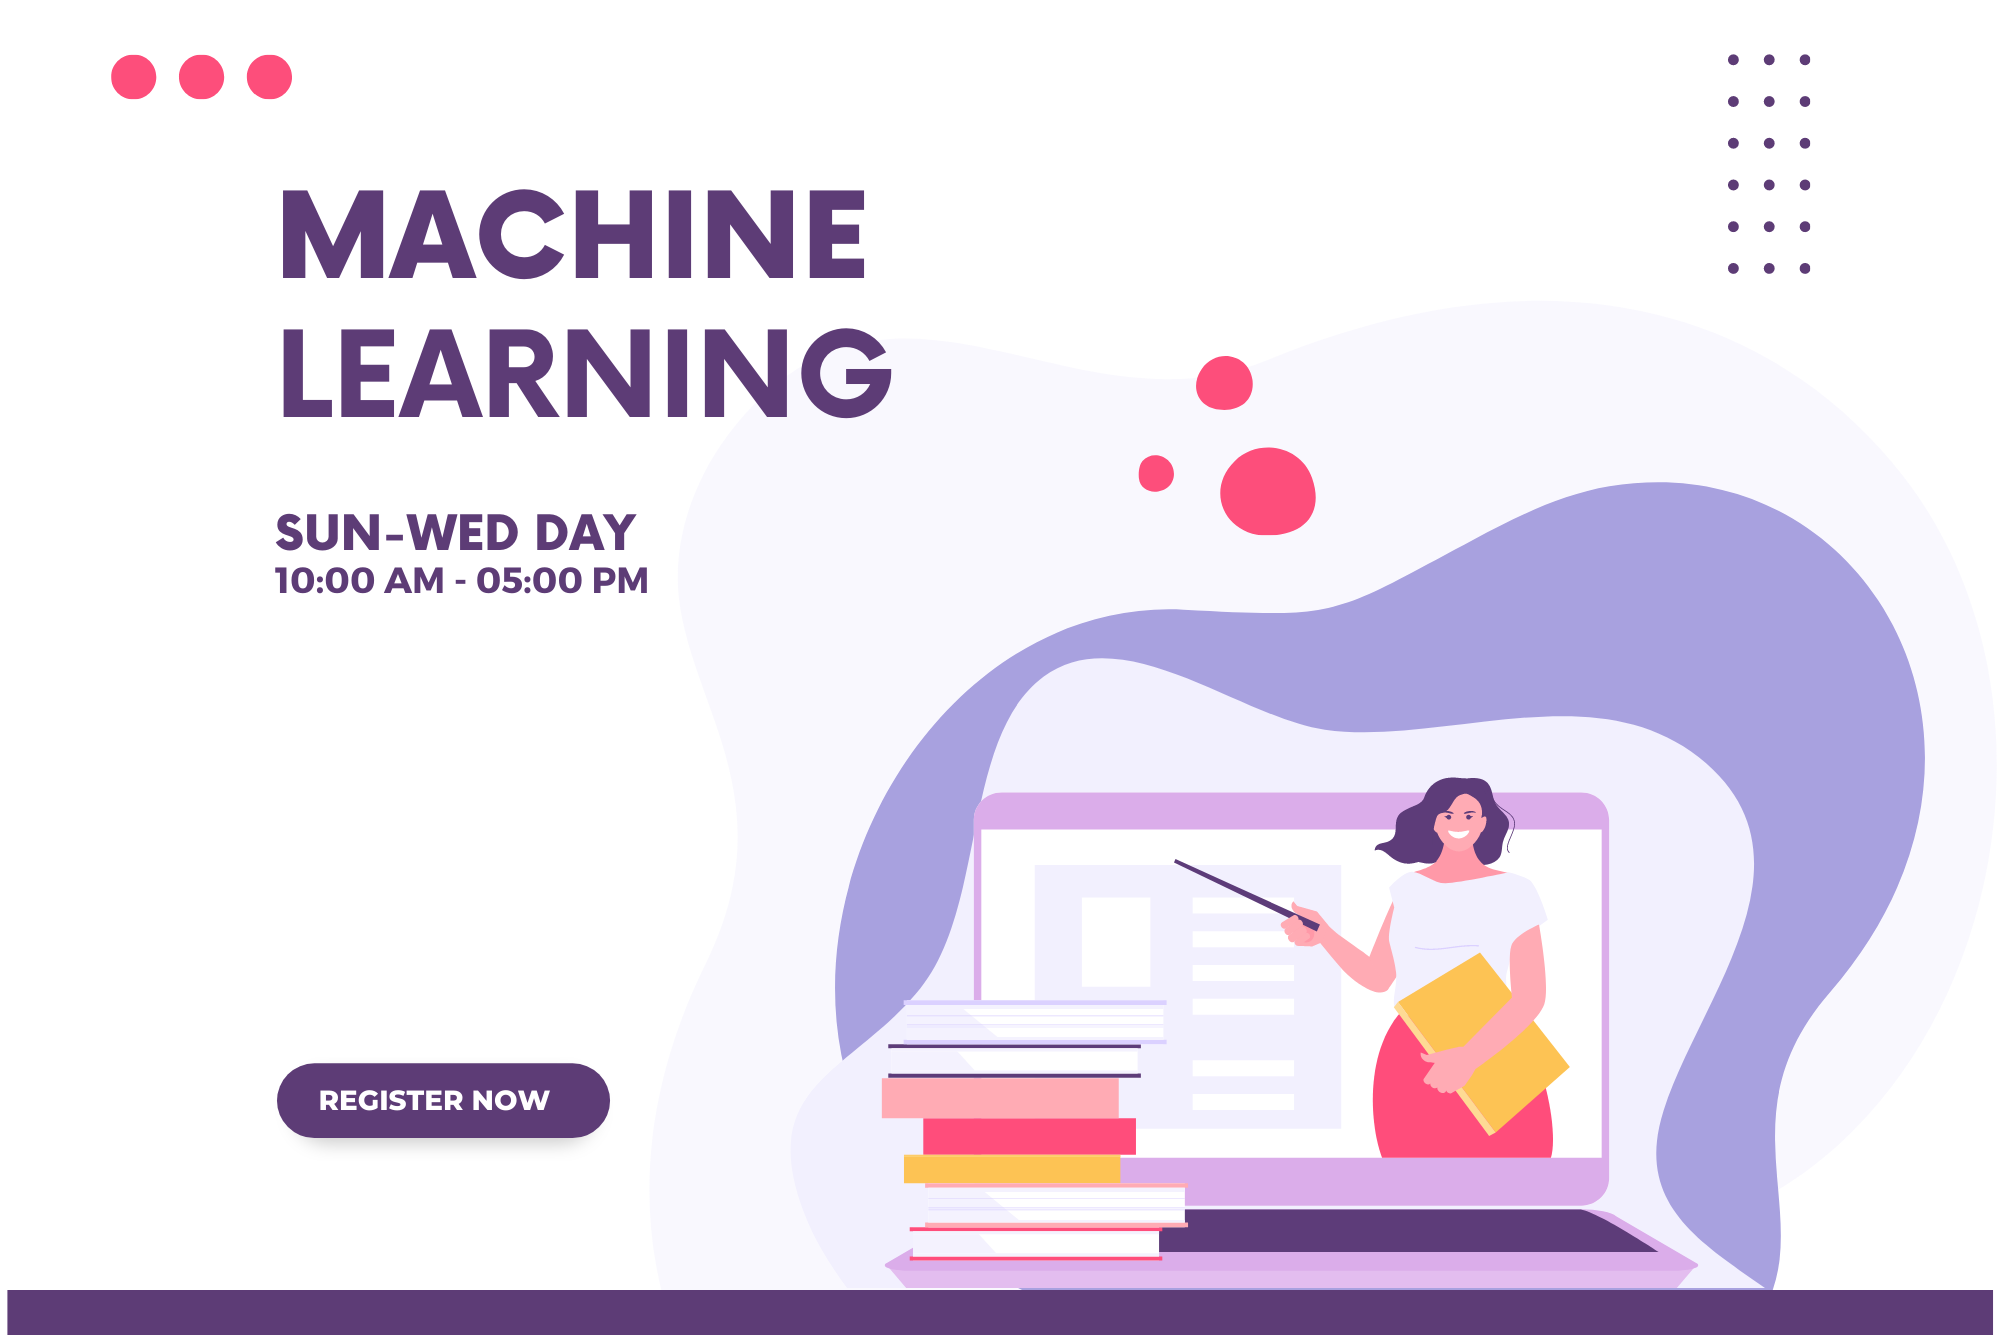 MACHINE
LEARNING
SUN-WED DAY
10:00 AM - 05:00 PM
REGISTER NOW